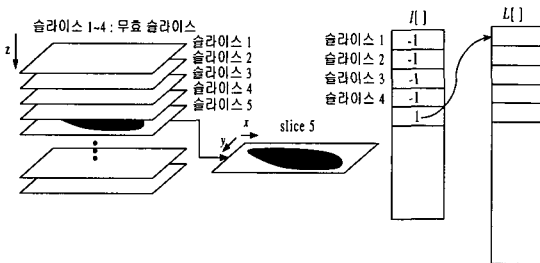 슬라이스 1~4 : 무효 슬라이스
z
슬라이스 1
슬라이스 2
슬라이스 3
슬라이스 4
슬라이스 5
x
y
slice 5
I[ ]
슬라이스 1
-1
슬라이스 2
-1
슬라이스 3
-1
슬라이스 4
-1
1
L[ ]